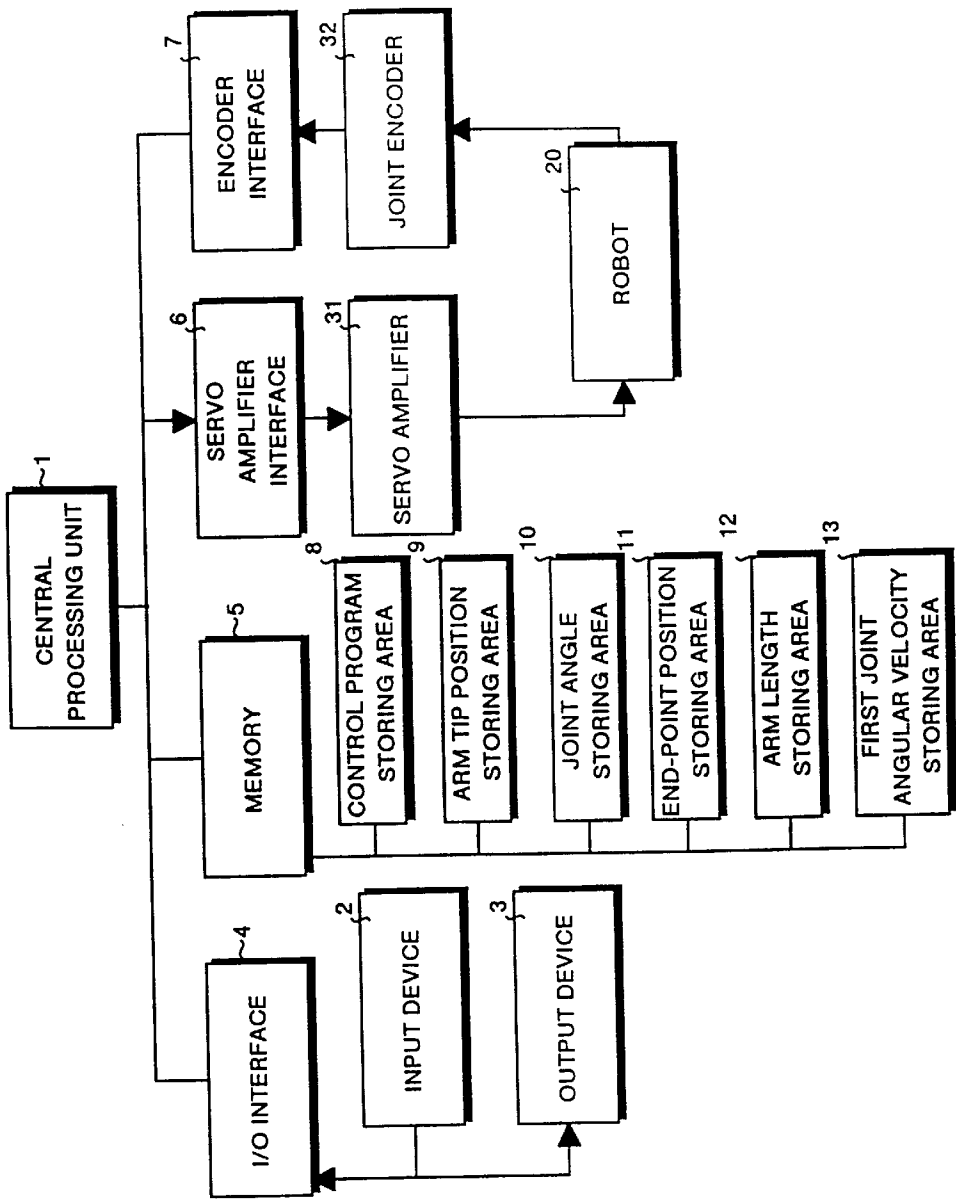 CENTRAL
PROCESSING UNIT
1
I/O INTERFACE
4
MEMORY
5
SERVO
AMPLIFIER
INTERFACE
6
ENCODER
INTERFACE
7
INPUT DEVICE
2
OUTPUT DEVICE
3
CONTROL PROGRAM
STORING AREA
8
ARM TIP POSITION
STORING AREA
9
JOINT ANGLE
STORING AREA
10
END-POINT POSITION
STORING AREA
11
ARM LENGTH
STORING AREA
12
FIRST JOINT
ANGULAR VELOCITY
STORING AREA
13
SERVO AMPLIFIER
31
JOINT ENCODER
32
ROBOT
20